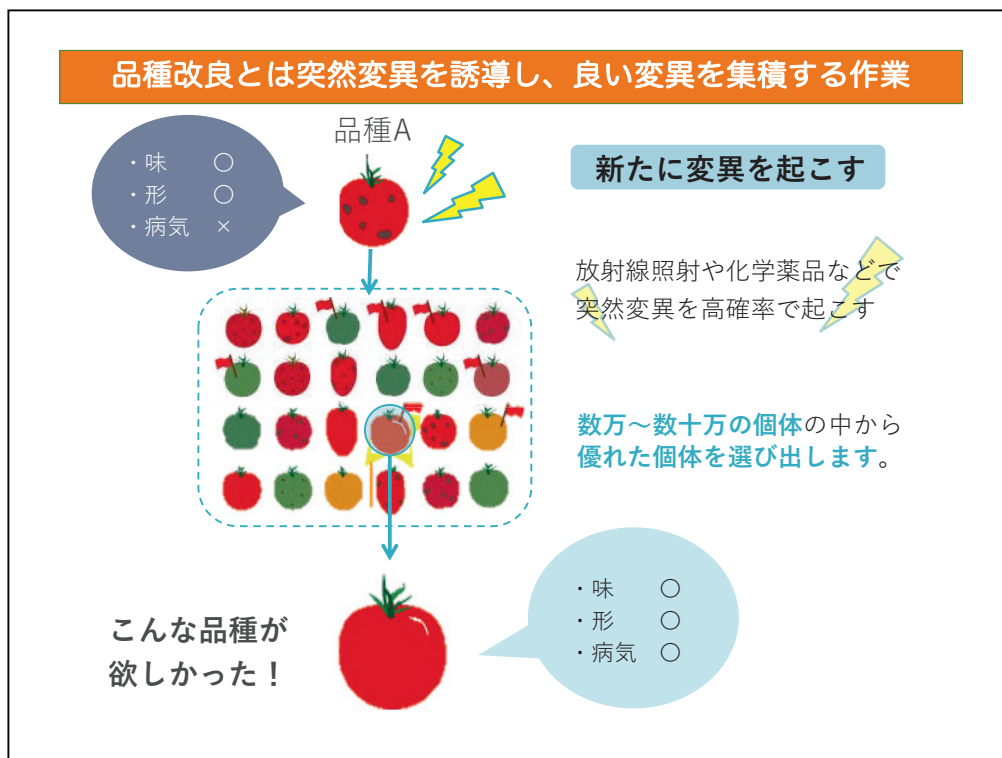 品種改良とは突然変異を誘導し、良い変異を集積する作業
品種A
・味 〇
・形 〇
・病気 ×
新たに変異を起こす
放射線照射や化学薬品などで
突然変異を高確率で起こす
数万～数十万の個体の中から
優れた個体を選び出します。
こんな品種が
欲しかった！
・味 〇
・形 〇
・病気 〇